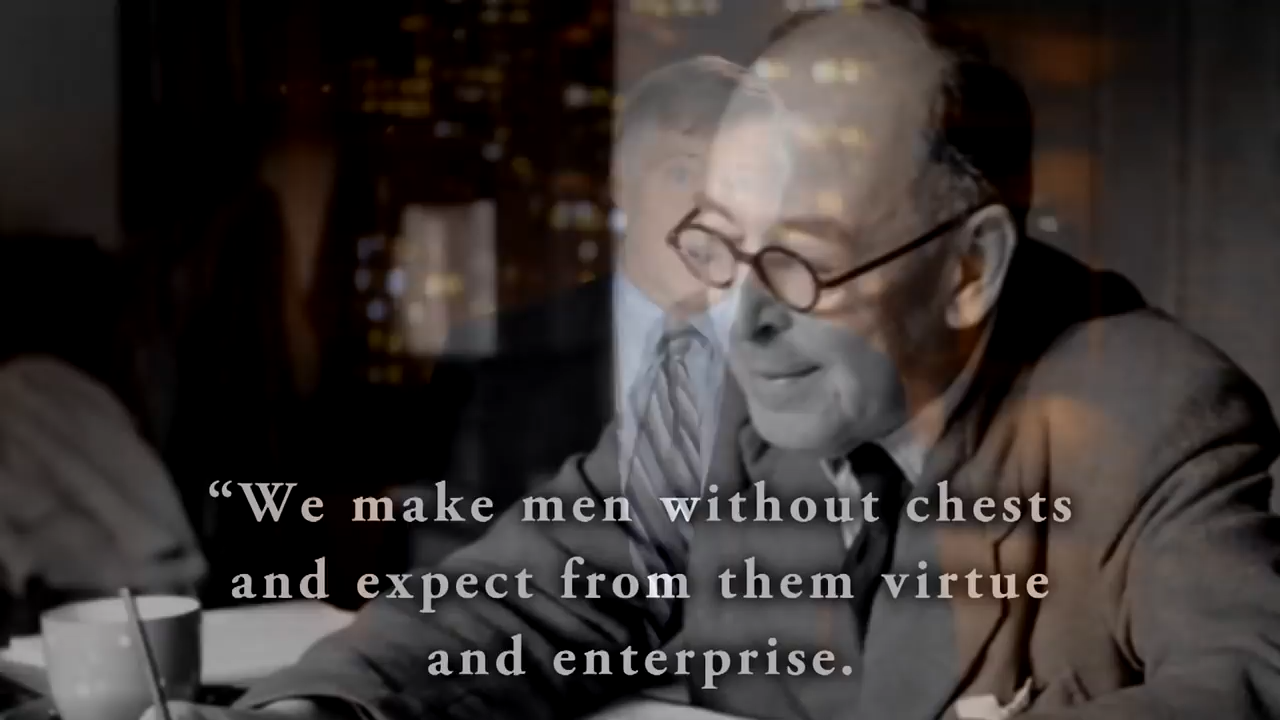 “We make men without chests
and expect from them virtue
and enterprise.